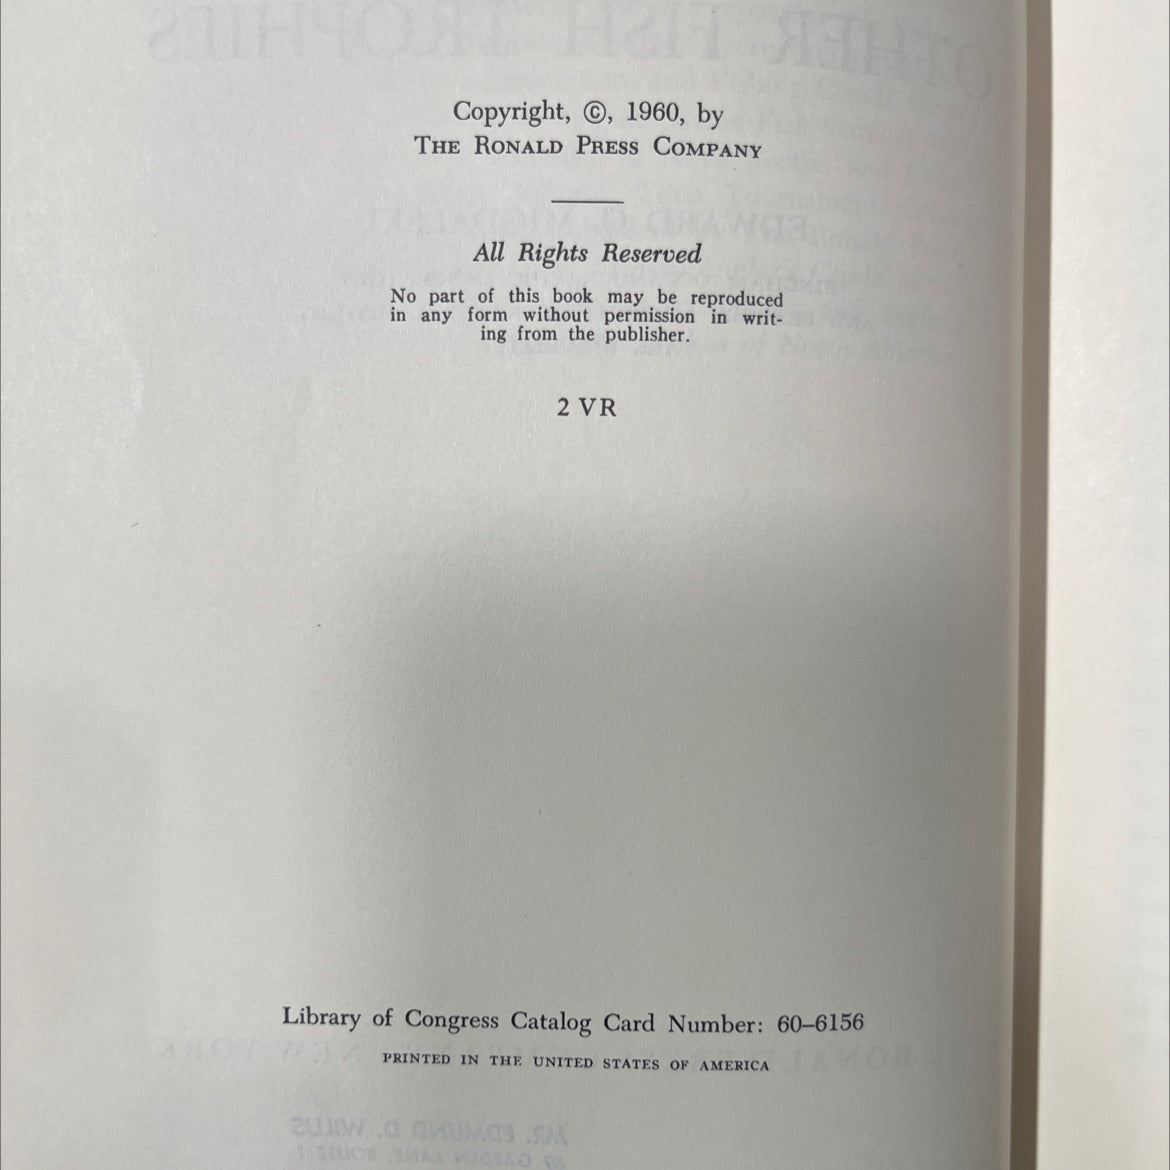 Copyright, ©, 1960, by
THE RONALD PRESS COMPANY
All Rights Reserved
No part of this book may be reproduced
in any form without permission in writ-
ing from the publisher.
2 VR
Library of Congress Catalog Card Number: 60–6156
PRINTED IN THE UNITED STATES OF AMERICA